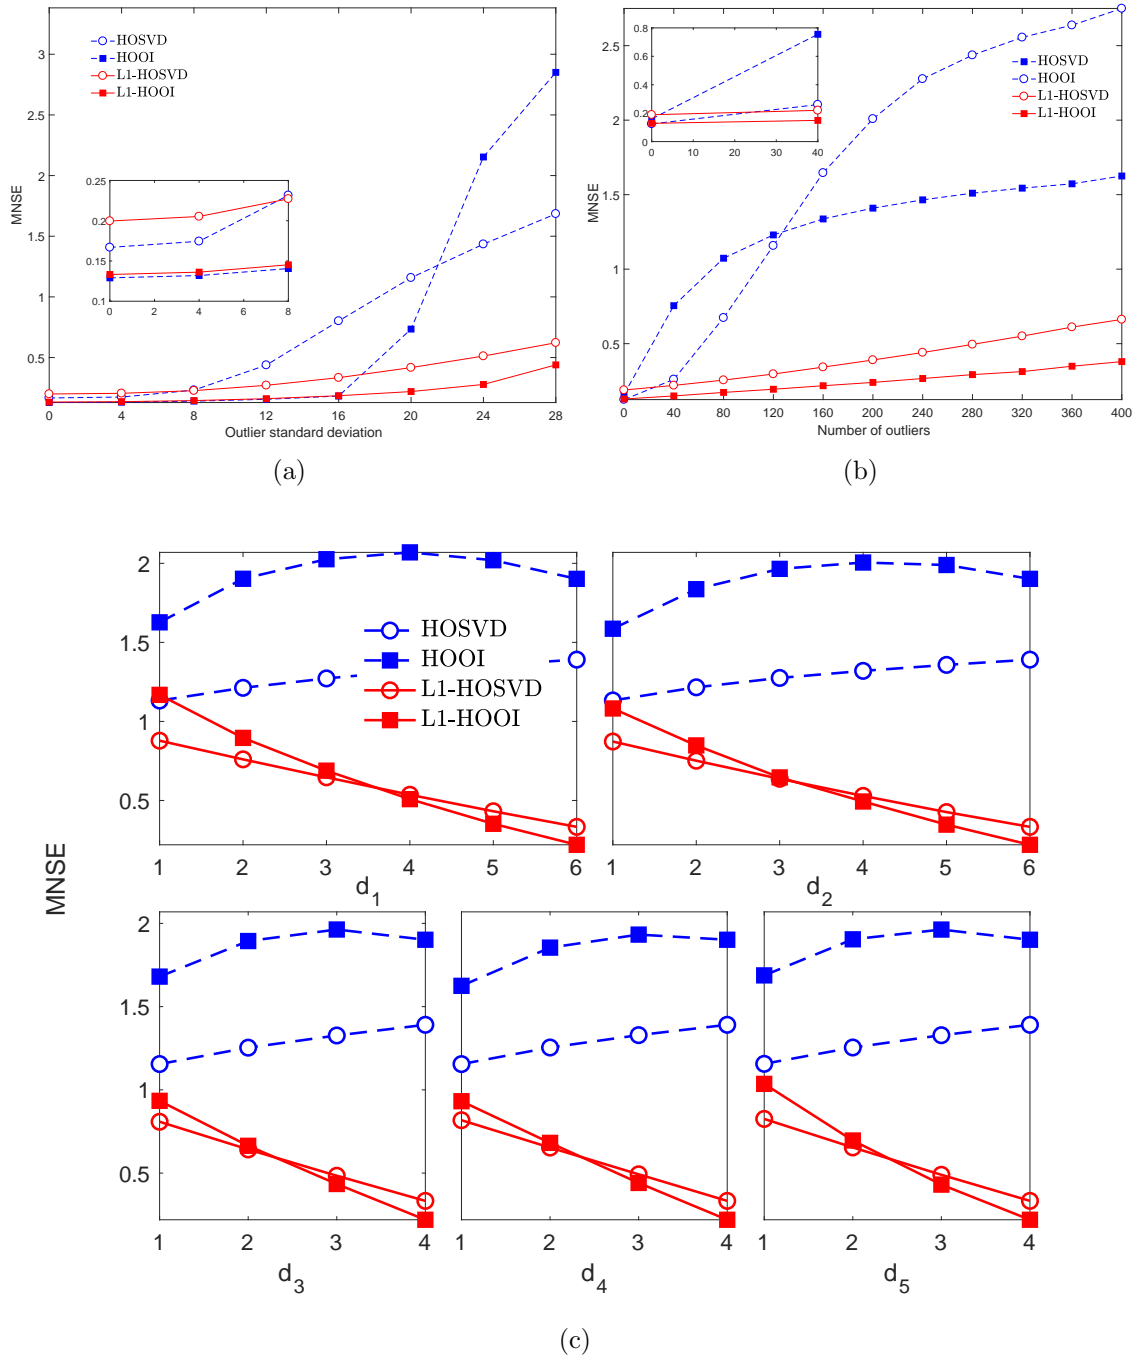 3
2.5
2
1.5
1
0.5
MNSE
HOSVD
HOOI
L1-HOSVD
L1-HOOI
0.25
0.2
0.15
0.1
0 2 4 6 8
0 4 8 12 16 20 24 28
Outlier standard deviation
(a)
2.5
2
1.5
1
0.5
MNSE
0.8
0.6
0.4
0.2
0
0 10 20 30 40
HOSVD
HOOI
L1-HOSVD
L1-HOOI
0 40 80 120 160 200 240 280 320 360 400
Number of outliers
(b)
MNSE
2
1.5
1
0.5
HOSVD
HOOI
L1-HOSVD
L1-HOOI
1 2 3 4 5 6
d1
1 2 3 4 5 6
d2
2
1.5
1
0.5
1 2 3 4
d3
1 2 3 4
d4
1 2 3 4
d5
(c)